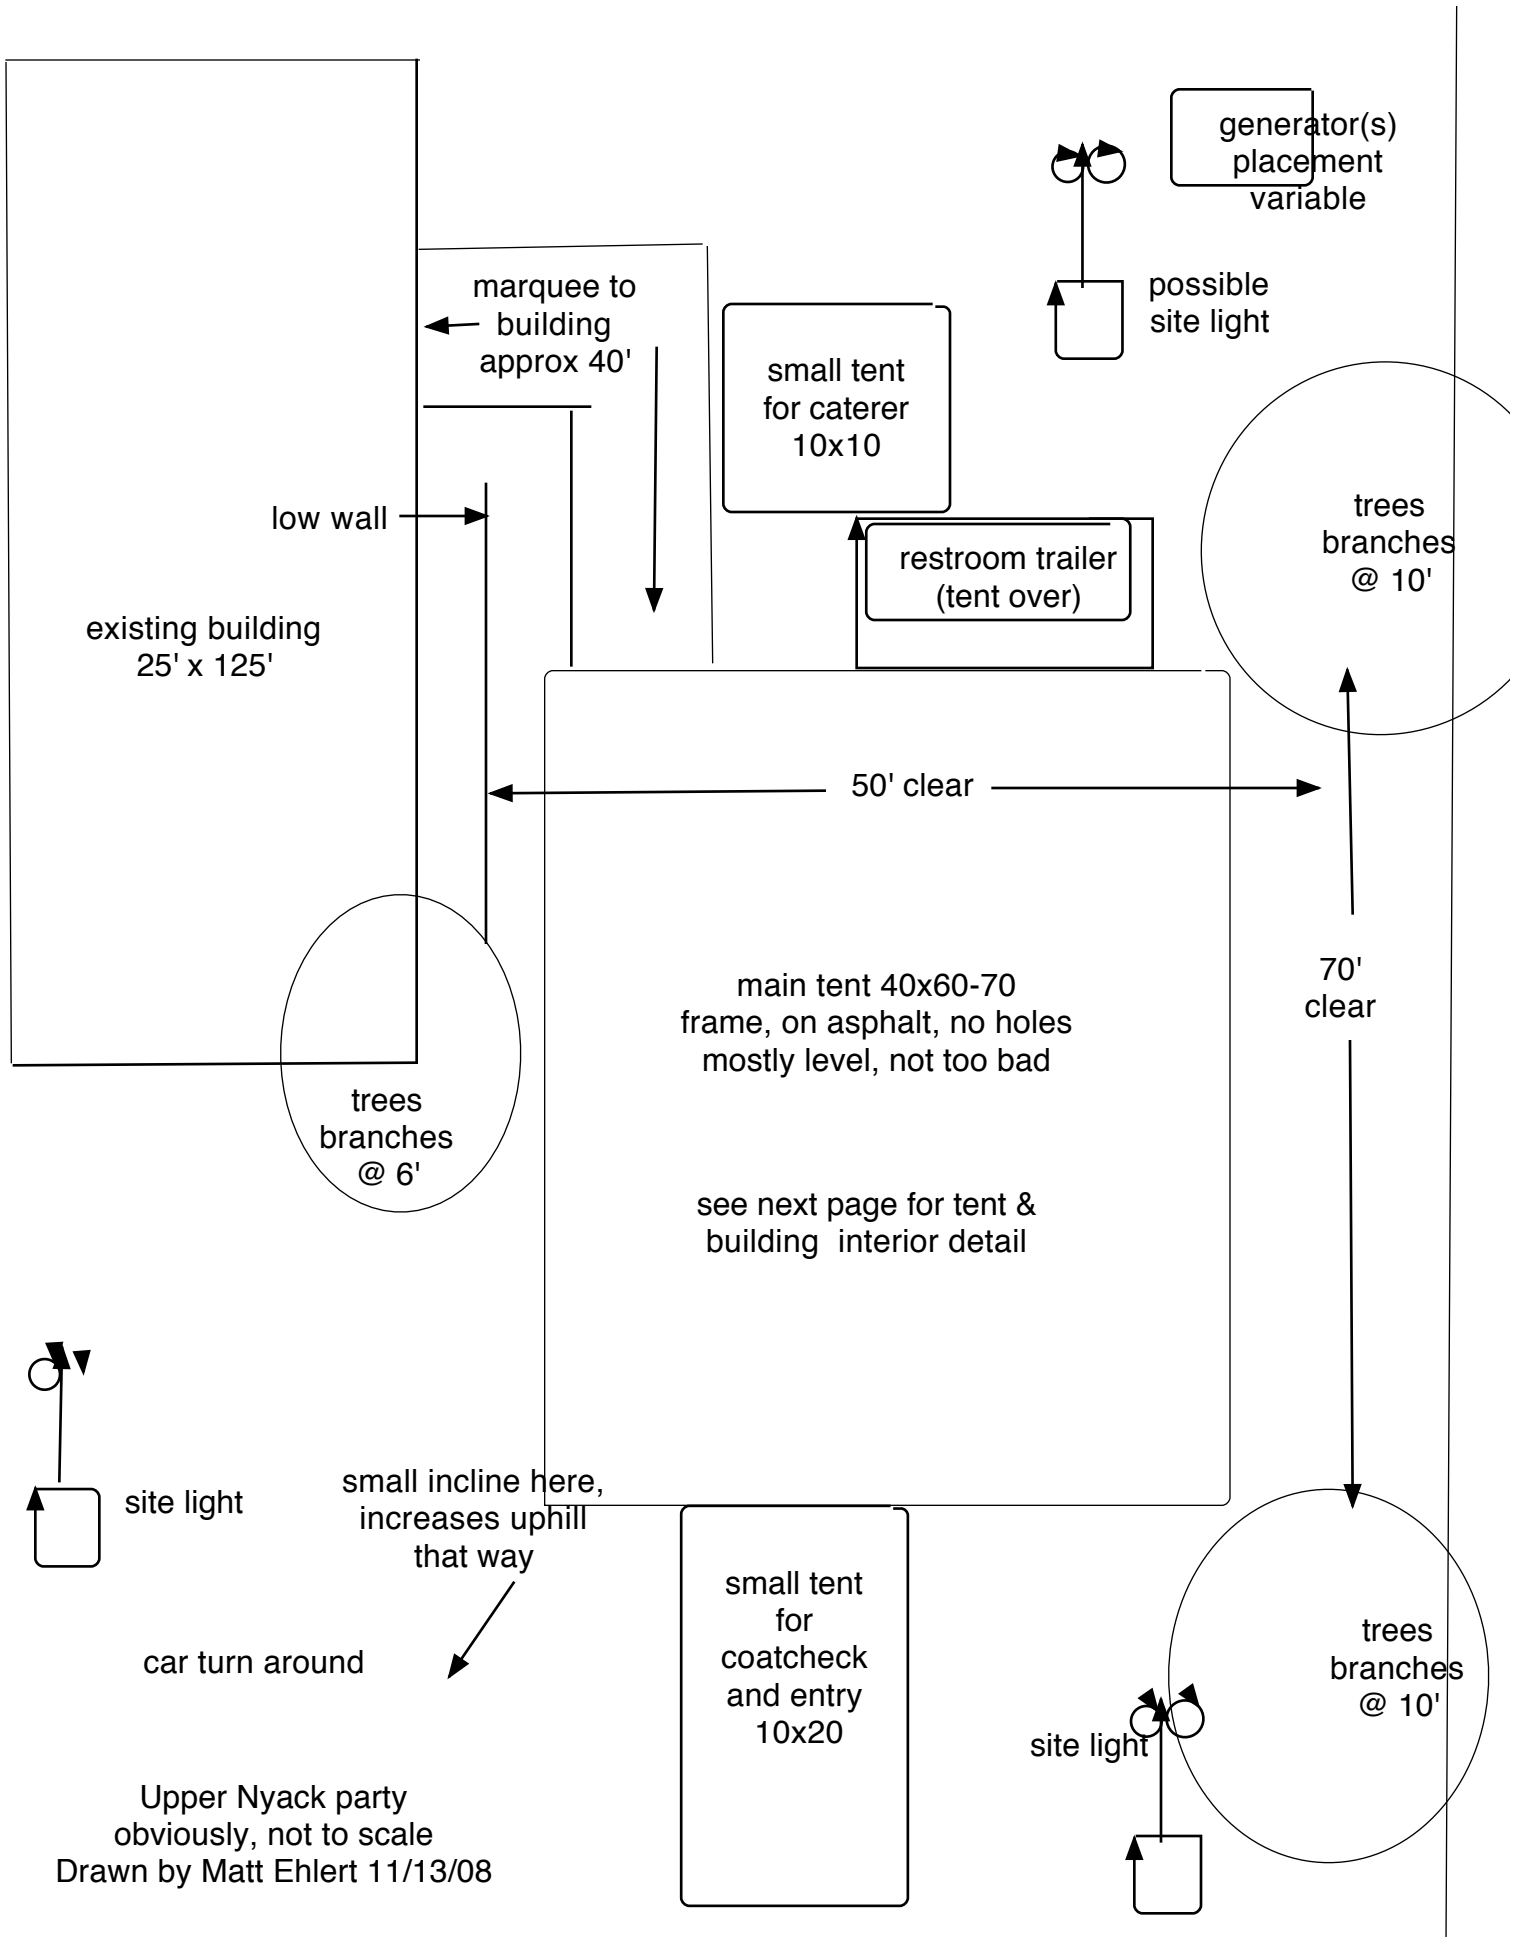 generator(s)
placement
variable
marquee to
building
approx 40'
possible
site light
small tent
for caterer
10x10
trees
branches
@ 10'
low wall
restroom trailer
(tent over)
existing building
25' x 125'
50' clear
70'
clear
main tent 40x60-70
frame, on asphalt, no holes
mostly level, not too bad
trees
branches
@ 6'
see next page for tent &
building  interior detail
site light
small incline here,
increases uphill
that way
small tent
for
coatcheck
and entry
10x20
car turn around
trees
branches
@ 10'
site light
Upper Nyack party
obviously, not to scale
Drawn by Matt Ehlert 11/13/08